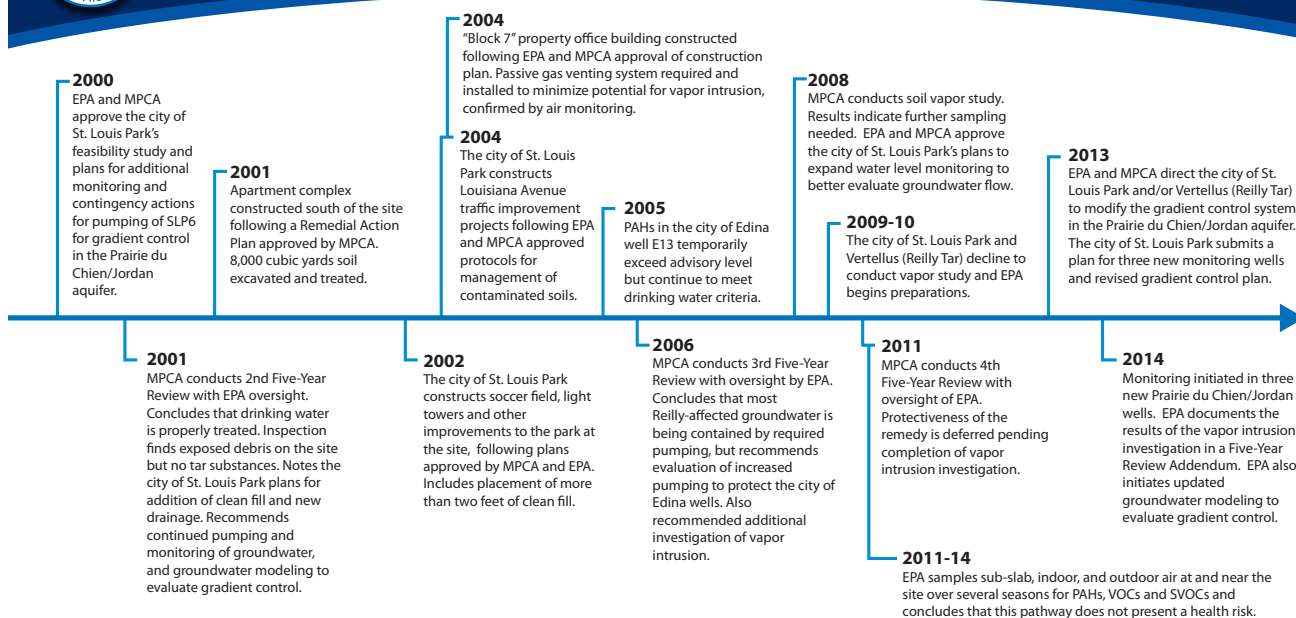 2000
EPA and MPCA
approve the city of
St. Louis Park's
feasibility study and
plans for additional
monitoring and
contingency actions
for pumping of SLP6
for gradient control
in the Prairie du
Chien/Jordan
aquifer.
2001
Apartment complex
constructed south of the site
following a Remedial Action
Plan approved by MPCA.
8,000 cubic yards soil
excavated and treated.
2004
"Block 7" property office building constructed
following EPA and MPCA approval of construction
plan. Passive gas venting system required and
installed to minimize potential for vapor intrusion,
confirmed by air monitoring.
2004
The city of St. Louis
Park constructs
Louisiana Avenue
traffic improvement
projects following EPA
and MPCA approved
protocols for
management of
contaminated soils.
2005
PAHs in the city of Edina
well E13 temporarily
exceed advisory level
but continue to meet
drinking water criteria.
2008
MPCA conducts soil vapor study.
Results indicate further sampling
needed. EPA and MPCA approve
the city of St. Louis Park's plans to
expand water level monitoring to
better evaluate groundwater flow.
2009-10
The city of St. Louis Park and
Vertellus (Reilly Tar) decline to
conduct vapor study and EPA
begins preparations.
2013
EPA and MPCA direct the city of St.
Louis Park and/or Vertellus (Reilly Tar)
to modify the gradient control system
in the Prairie du Chien/Jordan aquifer.
The city of St. Louis Park submits a
plan for three new monitoring wells
and revised gradient control plan.
2001
MPCA conducts 2nd Five-Year
Review with EPA oversight.
Concludes that drinking water
is properly treated. Inspection
finds exposed debris on the site
but no tar substances. Notes the
city of St. Louis Park plans for
addition of clean fill and new
drainage. Recommends
continued pumping and
monitoring of groundwater,
and groundwater modeling to
evaluate gradient control.
2002
The city of St. Louis Park
constructs soccer field, light
towers and other
improvements to the park at
the site, following plans
approved by MPCA and EPA.
Includes placement of more
than two feet of clean fill.
2006
MPCA conducts 3rd Five-Year
Review with oversight by EPA.
Concludes that most
Reilly-affected groundwater is
being contained by required
pumping, but recommends
evaluation of increased
pumping to protect the city of
Edina wells. Also
recommended additional
investigation of vapor
intrusion.
2011
MPCA conducts 4th
Five-Year Review with
oversight of EPA.
Protectiveness of the
remedy is deferred pending
completion of vapor
intrusion investigation.
2011-14
EPA samples sub-slab, indoor, and outdoor air at and near the
site over several seasons for PAHs, VOCs and SVOCs and
concludes that this pathway does not present a health risk.
2014
Monitoring initiated in three
new Prairie du Chien/Jordan
wells. EPA documents the
results of the vapor intrusion
investigation in a Five-Year
Review Addendum. EPA also
initiates updated
groundwater modeling to
evaluate gradient control.